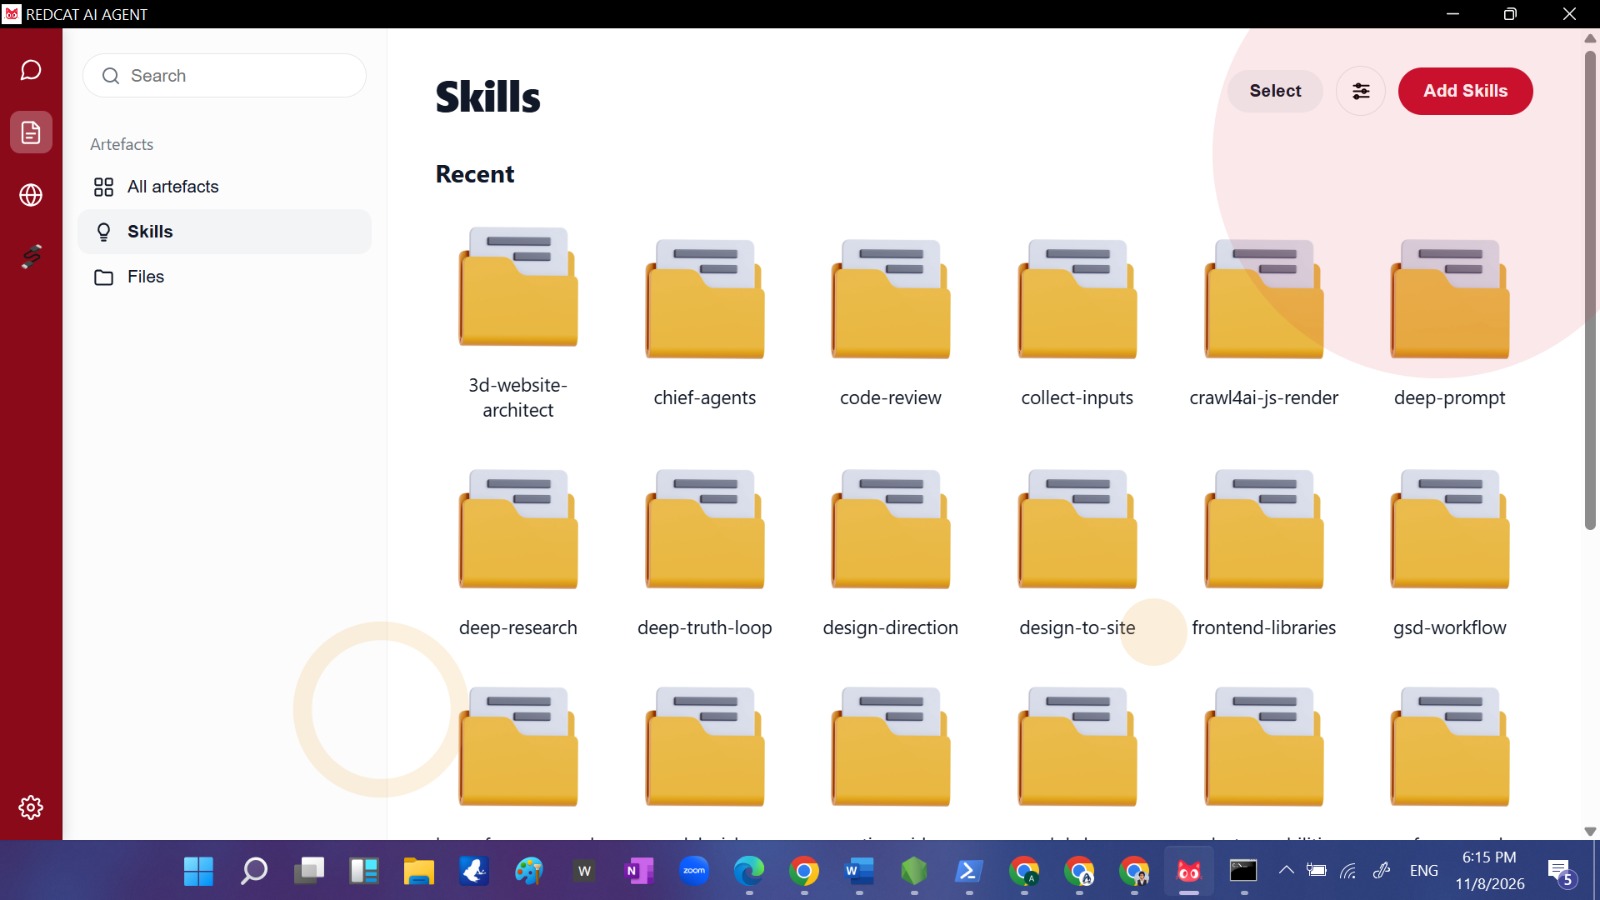 REDCAT AI AGENT
Search
Artefacts
All artefacts
Skills
Files
Skills
Select
Add Skills
Recent
3d-website-
architect
chief-agents
code-review
collect-inputs
crawl4ai-js-render
deep-prompt
deep-research
deep-truth-loop
design-direction
design-to-site
frontend-libraries
gsd-workflow
W
N
zoom
W
A
ENG
6:15 PM
11/8/2026
5